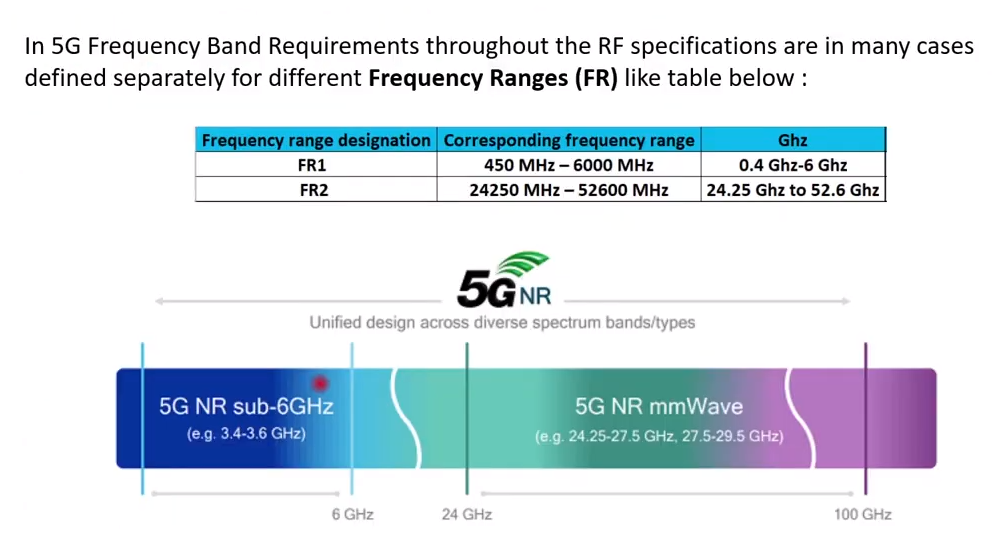 In 5G Frequency Band Requirements throughout the RF specifications are in many cases
defined separately for different Frequency Ranges (FR) like table below :
Frequency range designation Corresponding frequency range Ghz
FR1 450 MHz – 6000 MHz 0.4 Ghz-6 Ghz
FR2 24250 MHz – 52600 MHz 24.25 Ghz to 52.6 Ghz
5G NR
Unified design across diverse spectrum bands/types
5G NR sub-6GHz 5G NR mmWave
(e.g. 3.4-3.6 GHz) (e.g. 24.25-27.5 GHz, 27.5-29.5 GHz)
6 GHz 24 GHz 100 GHz